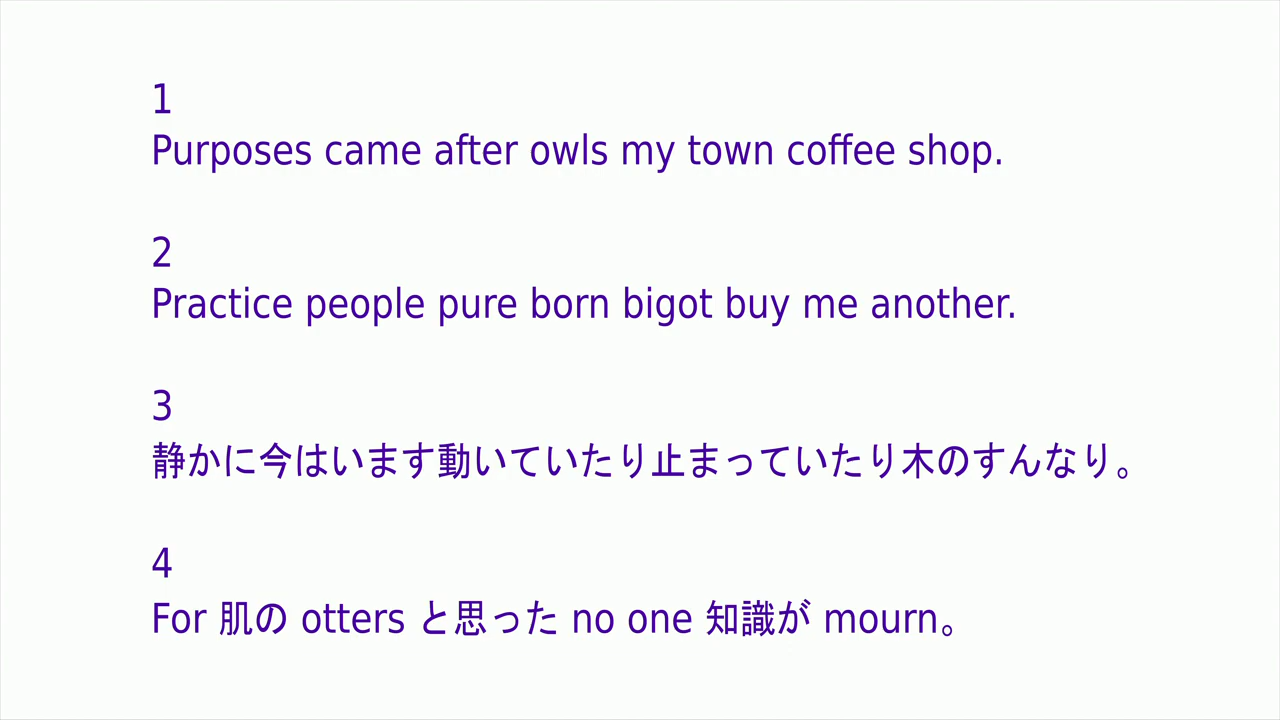 1
Purposes came after owls my town coffee shop.
2
Practice people pure born bigot buy me another.
3
静かに今はいます動いていたり止まっていたり木のすんなり。
4
For 肌の otters と思った no one 知識が mourn。